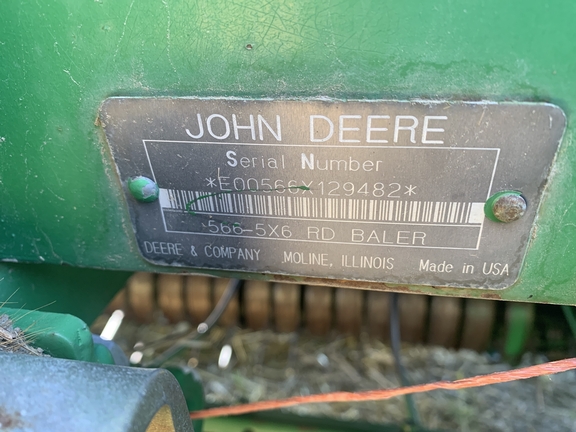 JOHN DEERE
Serial Number
*E00566X129482*
566-5X6 RD BALER
DEERE & COMPANY MOLINE, ILLINOIS Made in USA